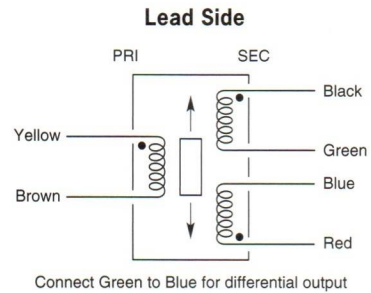 Lead Side
PRI
SEC
Black
Yellow
Green
Blue
Brown
Red
Connect Green to Blue for differential output